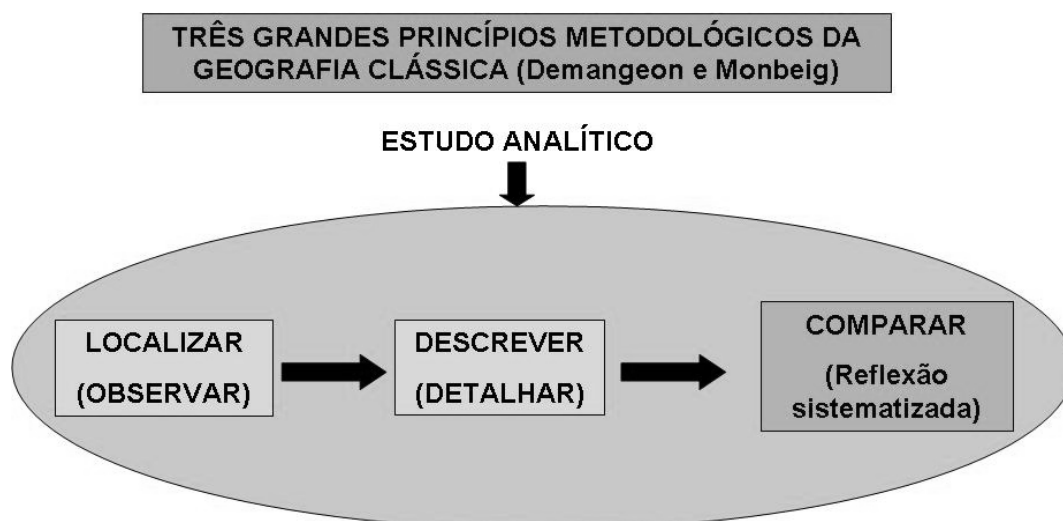 TRÊS GRANDES PRINCÍPIOS METODOLÓGICOS DA
GEOGRAFIA CLÁSSICA (Demangeon e Monbeig)
ESTUDO ANALÍTICO
LOCALIZAR
(OBSERVAR)
DESCREVER
(DETALHAR)
COMPARAR
(Reflexão
sistematizada)